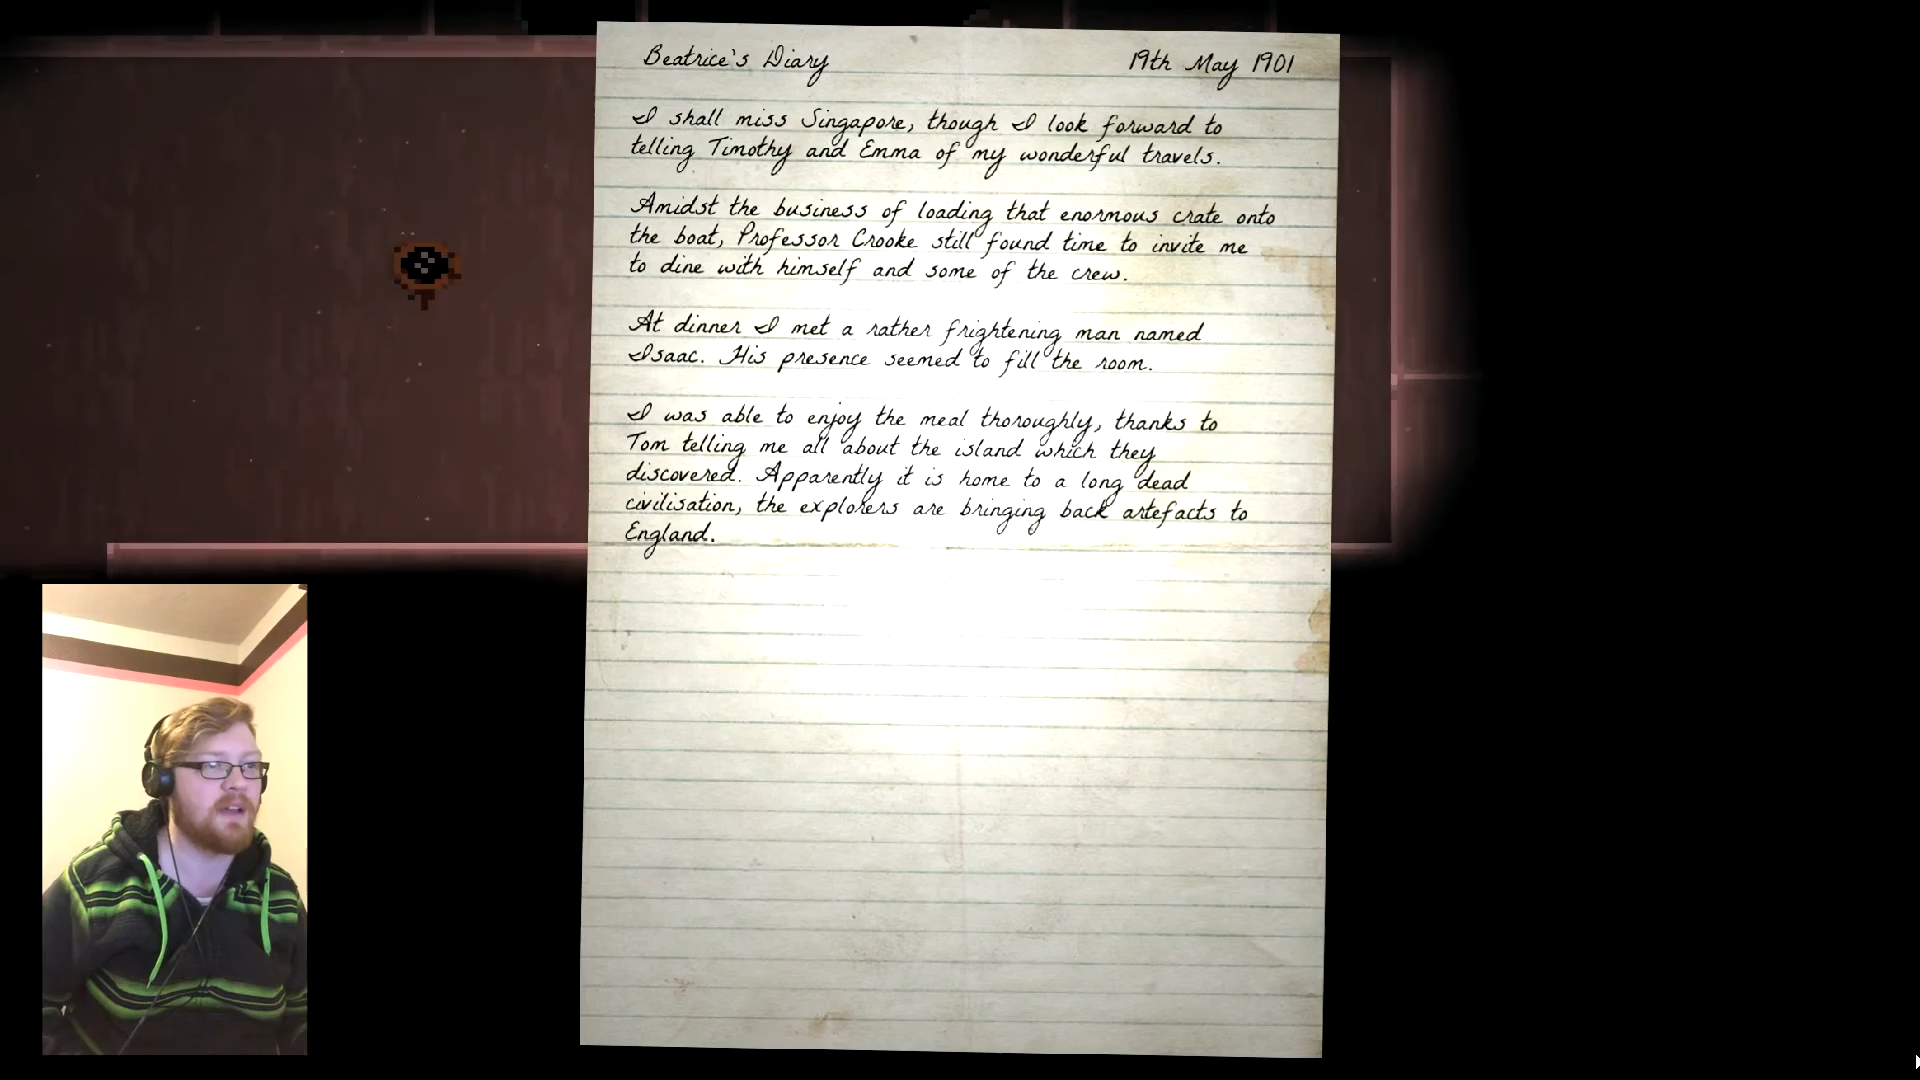 Beatrice's Diary 19th May 1901
I shall miss Singapore, though I look forward to
telling Timothy and Emma of my wonderful travels.
Amidst the business of loading that enormous crate onto
the boat, Professor Crooke still found time to invite me
to dine with himself and some of the crew.
At dinner I met a rather frightening man named
Isaac. His presence seemed to fill the room.
I was able to enjoy the meal thoroughly, thanks to
Tom telling me all about the island which they
discovered. Apparently it is home to a long dead
civilisation, the explorers are bringing back artefacts to
England.